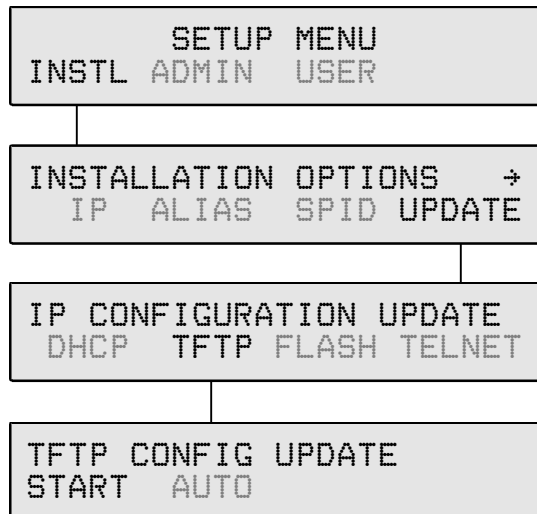 SETUP MENU
INSTL ADMIN USER
INSTALLATION OPTIONS →
IP ALIAS SPID UPDATE
IP CONFIGURATION UPDATE
DHCP TFTP FLASH TELNET
TFTP CONFIG UPDATE
START AUTO